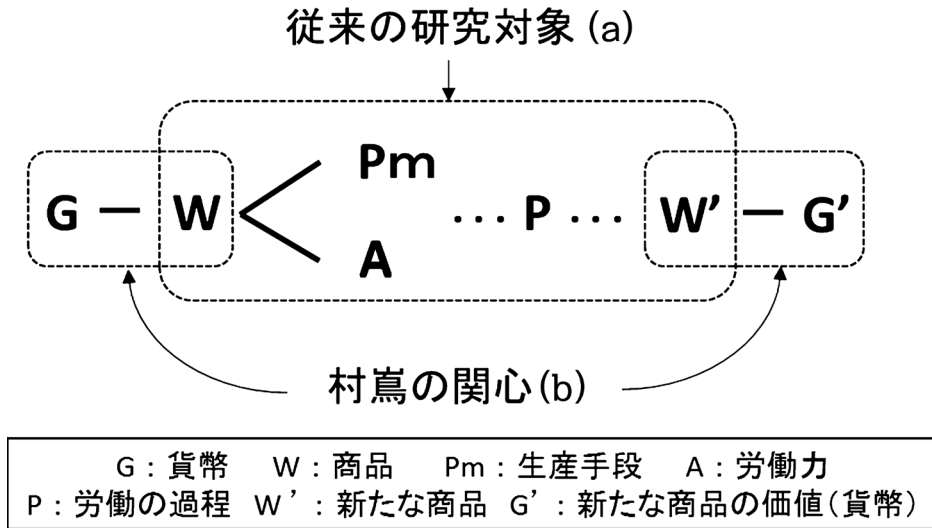 従来の研究対象 (a)
Pm
G — W < … P … W' — G'
A
村嶌の関心(b)
G：貨幣 W：商品 Pm：生産手段 A：労働力
P：労働の過程 W'：新たな商品 G'：新たな商品の価値(貨幣)